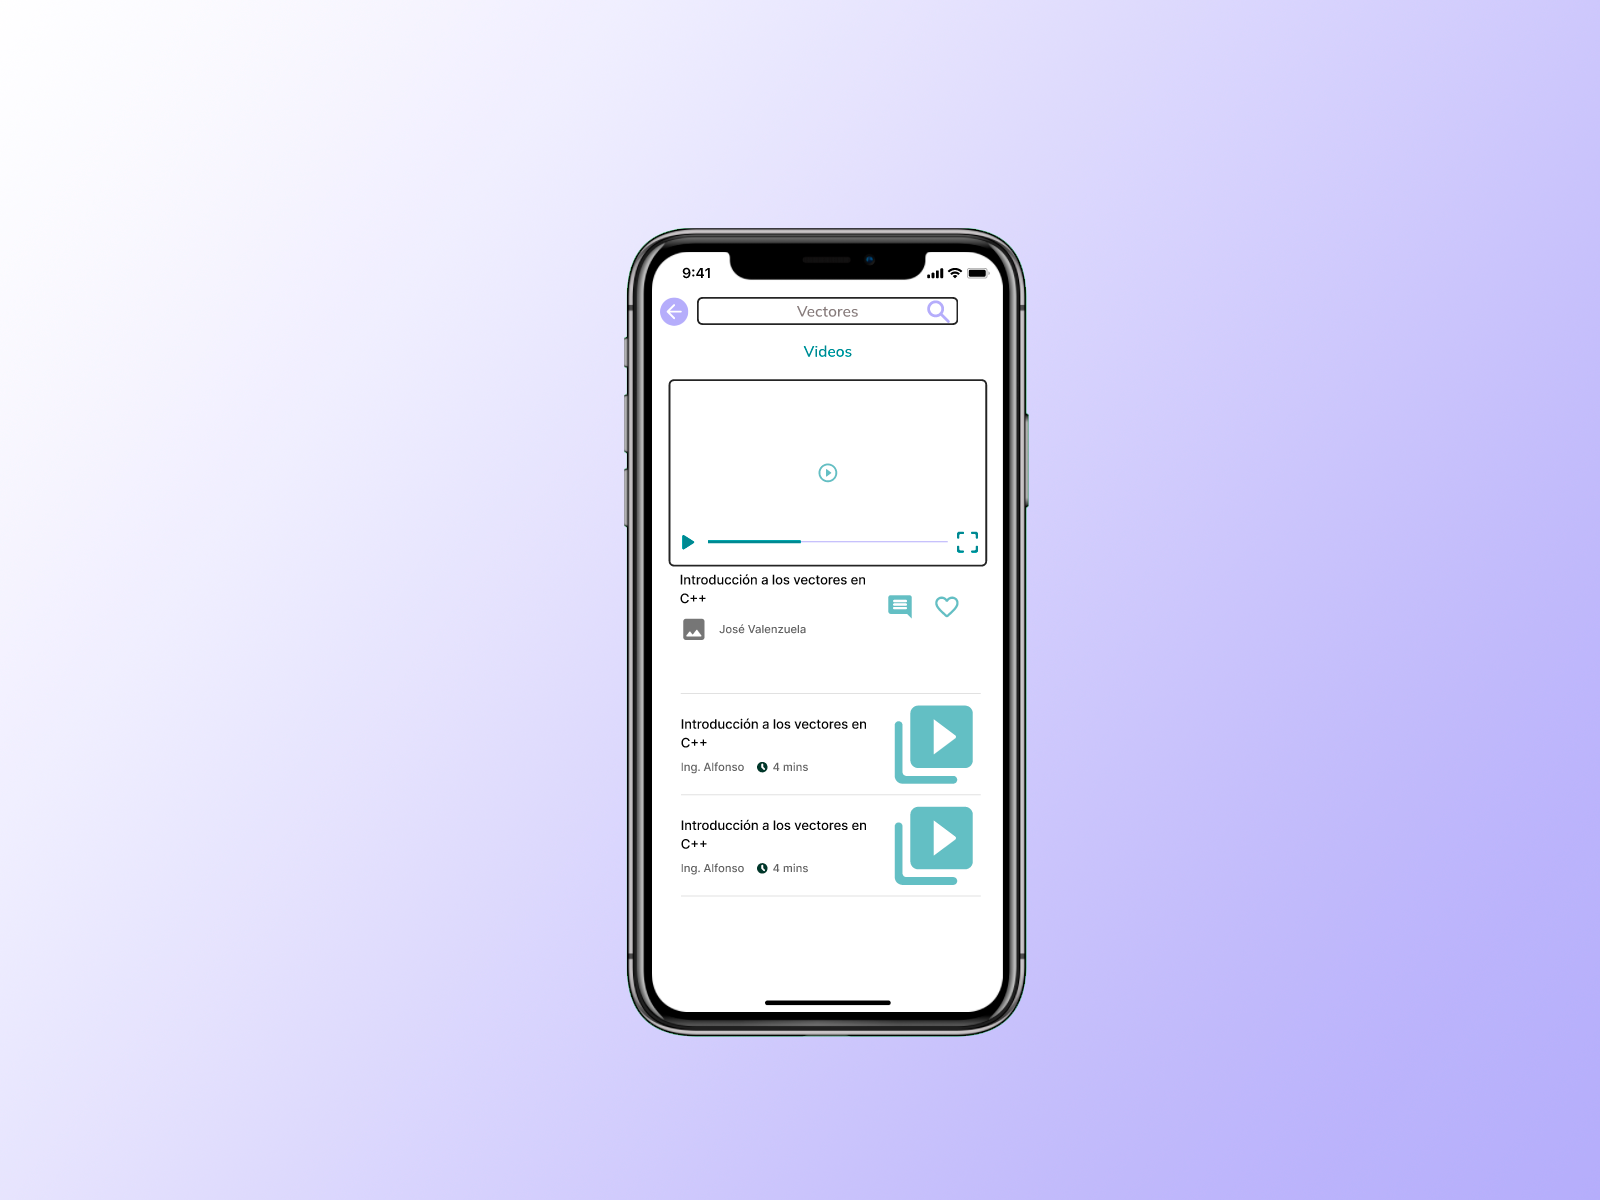 9:41
Vectores
Videos
Introducción a los vectores en
C++
José Valenzuela
Introducción a los vectores en
C++
Ing. Alfonso 4 mins
Introducción a los vectores en
C++
Ing. Alfonso 4 mins